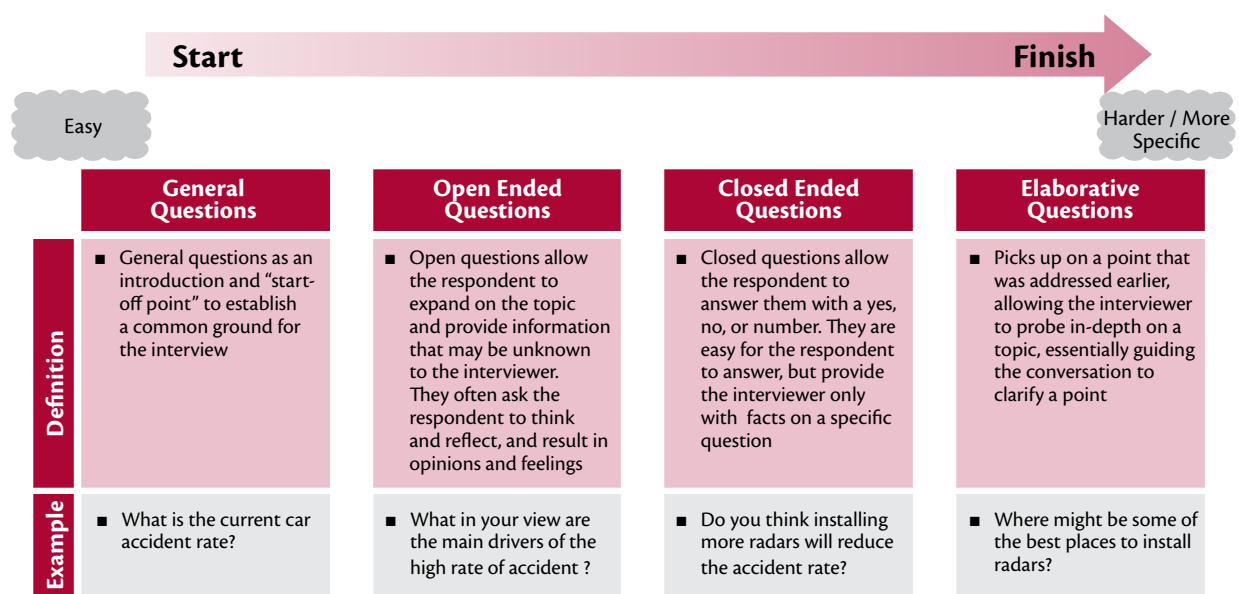 Start
Finish
Easy
Harder / More
Specific
General
Questions
Open Ended
Questions
Closed Ended
Questions
Elaborative
Questions
Definition
■ General questions as an
introduction and “start-
off point” to establish
a common ground for
the interview
■ Open questions allow
the respondent to
expand on the topic
and provide information
that may be unknown
to the interviewer.
They often ask the
respondent to think
and reflect, and result in
opinions and feelings
■ Closed questions allow
the respondent to
answer them with a yes,
no, or number. They are
easy for the respondent
to answer, but provide
the interviewer only
with facts on a specific
question
■ Picks up on a point that
was addressed earlier,
allowing the interviewer
to probe in-depth on a
topic, essentially guiding
the conversation to
clarify a point
Example
■ What is the current car
accident rate?
■ What in your view are
the main drivers of the
high rate of accident ?
■ Do you think installing
more radars will reduce
the accident rate?
■ Where might be some of
the best places to install
radars?